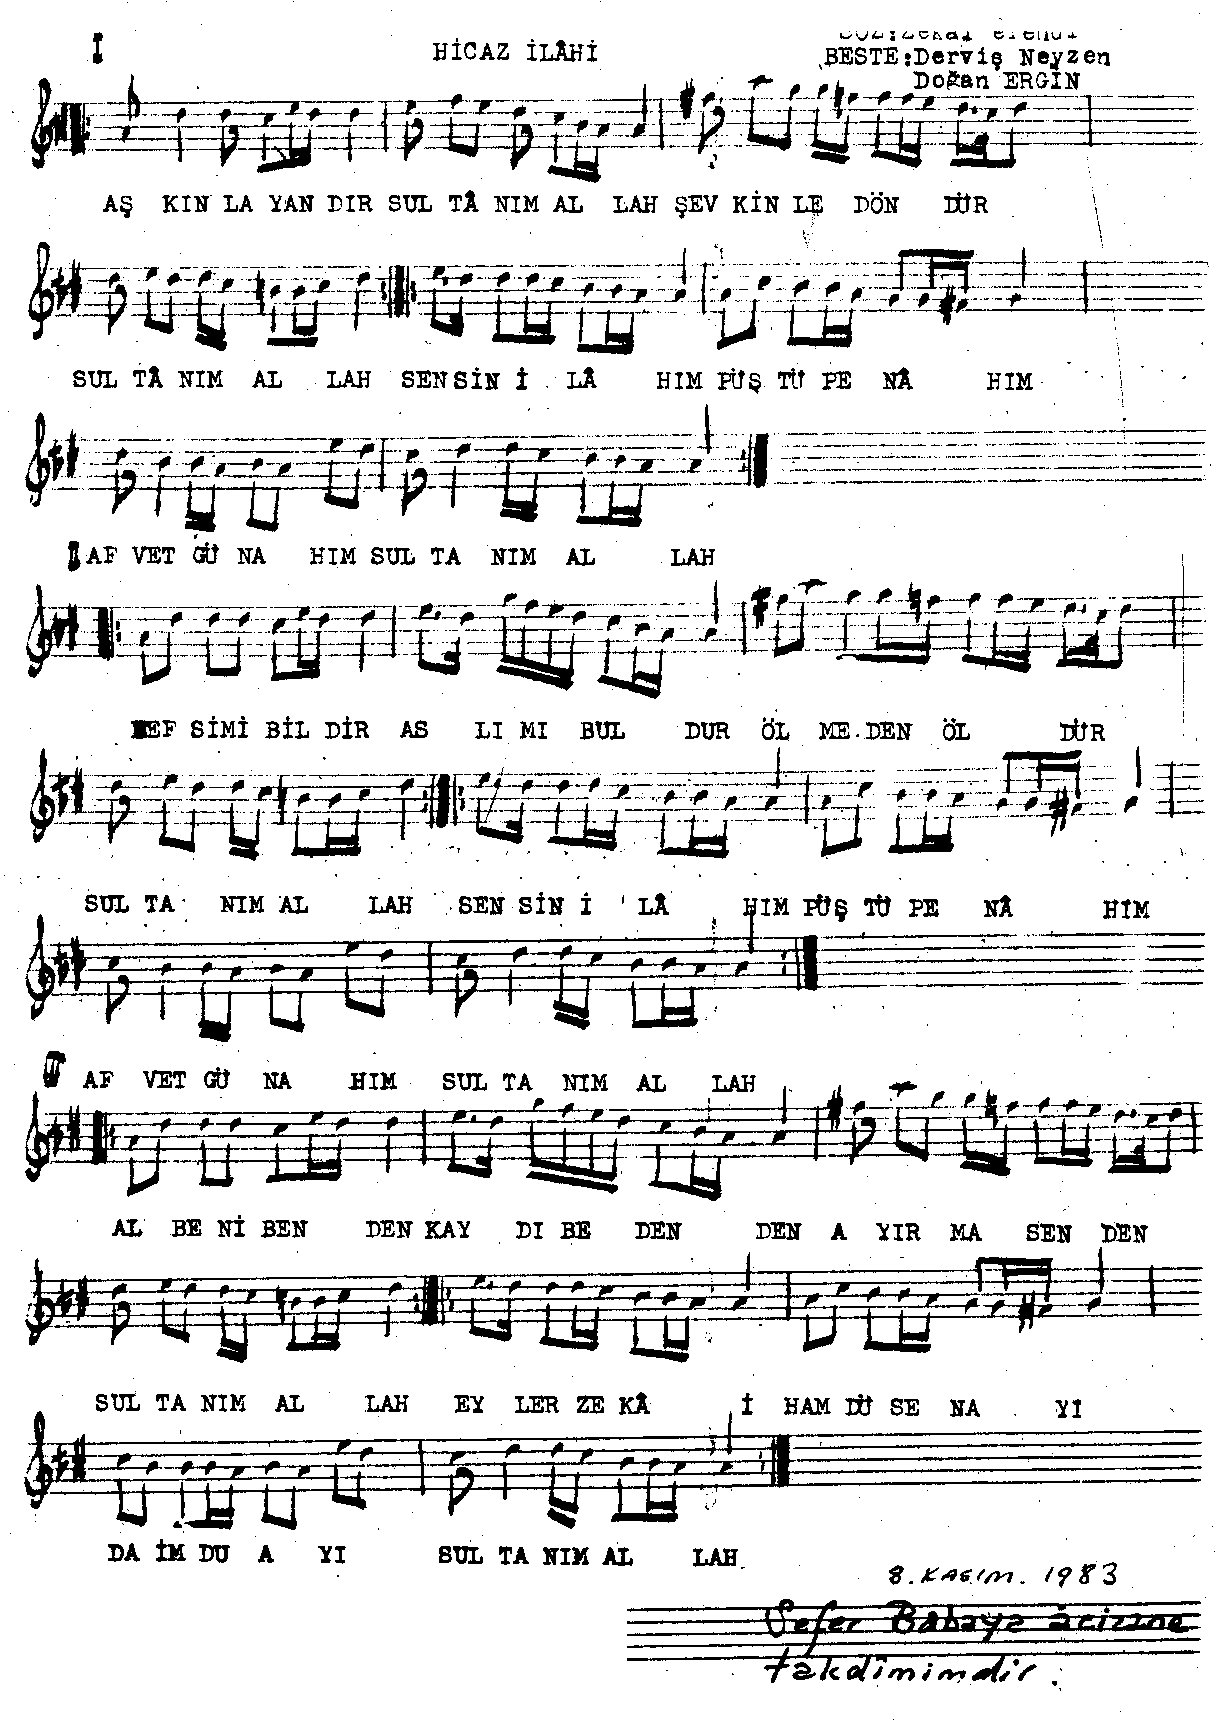 I
HİCAZ İLÂHİ
SÖZ:Zekai efendi
BESTE:Derviş Neyzen
Doğan ERGİN
AŞ KIN LA YAN DIR SUL TÂ NIM AL LAH ŞEV KİN LE DÖN DÜR
SUL TÂ NIM AL LAH SEN SİN İ LÂ HIM PÜŞ TÜ PE NÂ HIM
AF VET GÜ NA HIM SUL TA NIM AL LAH
NEF SİMİ BİL DİR AS LI MI BUL DUR ÖL ME.DEN ÖL DÜR
SUL TA NIM AL LAH SEN SİN İ LÂ HIM PÜŞ TÜ PE NÂ HIM
AF VET GÜ NA HIM SUL TA NIM AL LAH
AL BE Nİ BEN DEN KAY DI BE DEN DEN A YIR MA SEN DEN
SUL TA NIM AL LAH EY LER ZE KÂ İ HAM DÜ SE NA YI
DA İM DU A YI SUL TA NIM AL LAH
8. KASIM. 1983
Sefer Babaya âcizane
takdîmimdir.